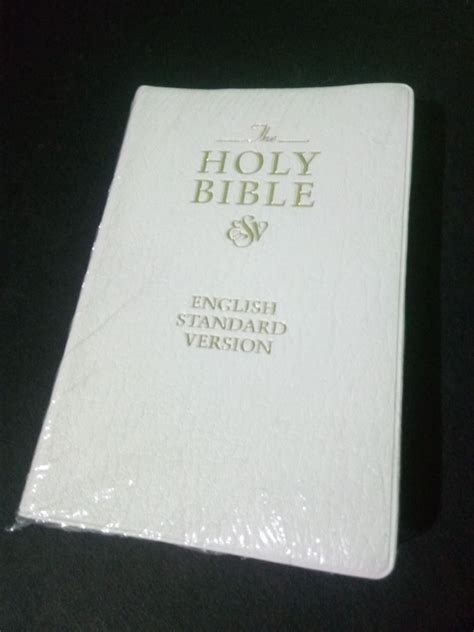 The
HOLY
BIBLE
ESV
ENGLISH
STANDARD
VERSION